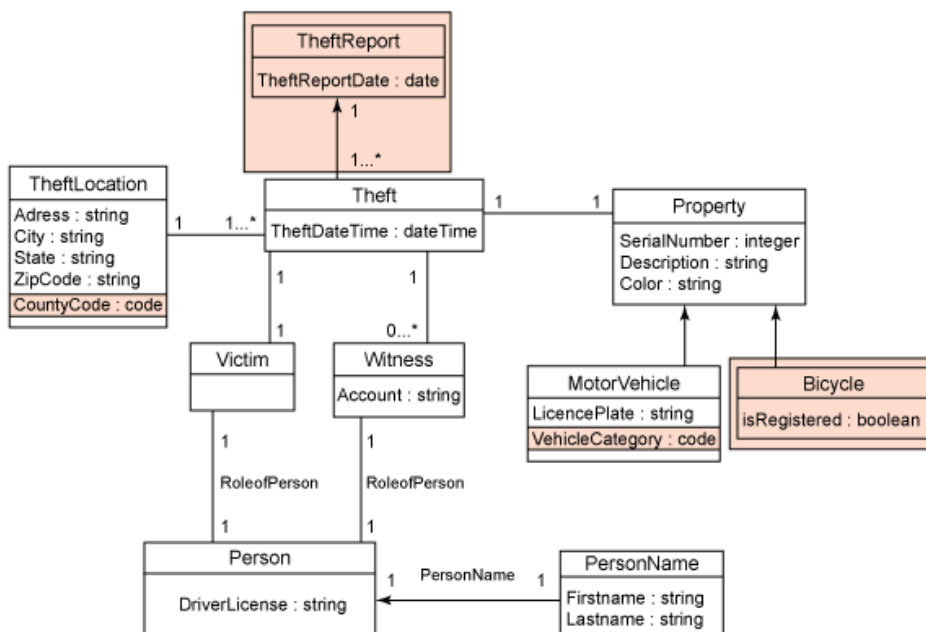 TheftReport
TheftReportDate : date
1
1...*
TheftLocation
Adress : string
City : string
State : string
ZipCode : string
CountyCode : code
1
1...*
Theft
TheftDateTime : dateTime
1
1
Property
SerialNumber : integer
Description : string
Color : string
1
1
1
0...*
Victim
Witness
Account : string
MotorVehicle
LicencePlate : string
VehicleCategory : code
Bicycle
isRegistered : boolean
1
1
RoleofPerson
RoleofPerson
1
1
Person
DriverLicense : string
1
PersonName
1
PersonName
Firstname : string
Lastname : string